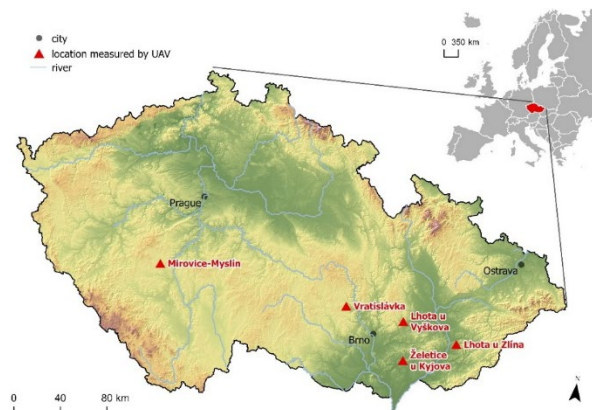 city
location measured by UAV
river
0 350 km
Prague
Mirovice-Myslín
Ostrava
Vratislávka
Lhota u
Vyškova
Brno
Lhota u Zlína
Želetice
u Kyjova
0 20 40 80 km
N